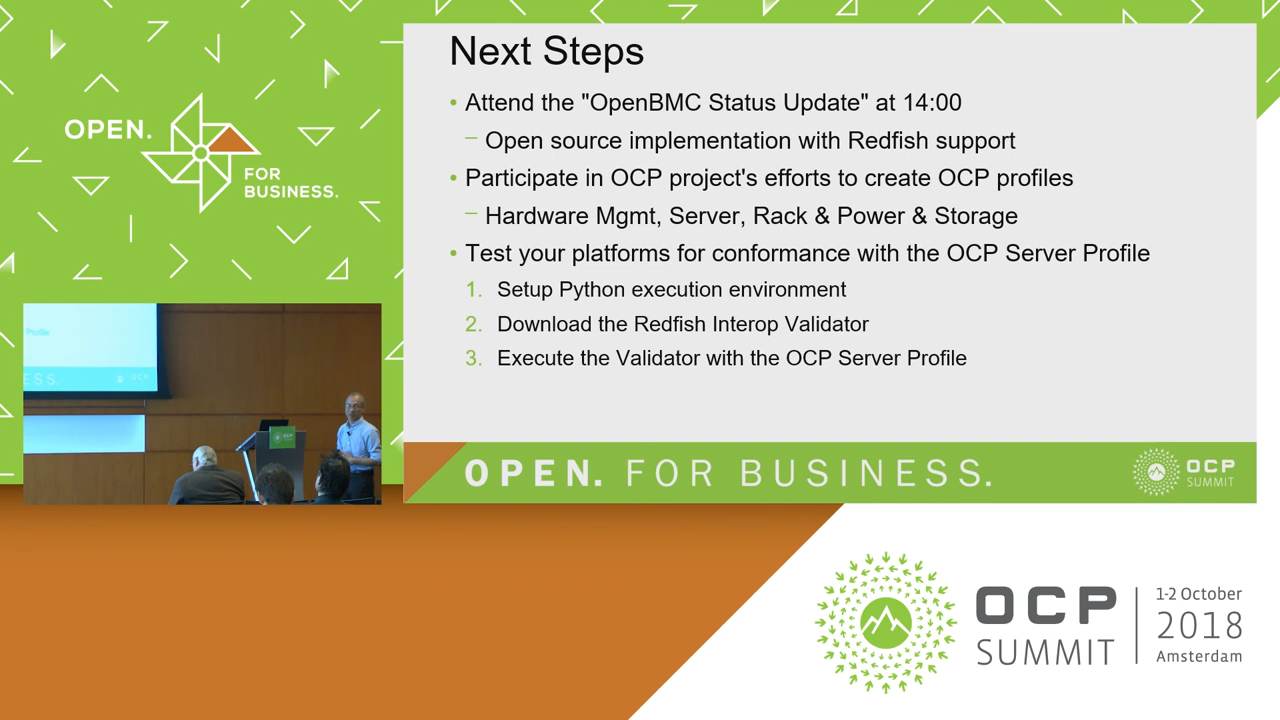 OPEN.
FOR
BUSINESS.
Next Steps
• Attend the "OpenBMC Status Update" at 14:00
– Open source implementation with Redfish support
• Participate in OCP project's efforts to create OCP profiles
– Hardware Mgmt, Server, Rack & Power & Storage
• Test your platforms for conformance with the OCP Server Profile
1. Setup Python execution environment
2. Download the Redfish Interop Validator
3. Execute the Validator with the OCP Server Profile
Profile
ESS.
OCP
OCP
OPEN. FOR BUSINESS.
OCP
SUMMIT
OCP
SUMMIT
1-2 October
2018
Amsterdam